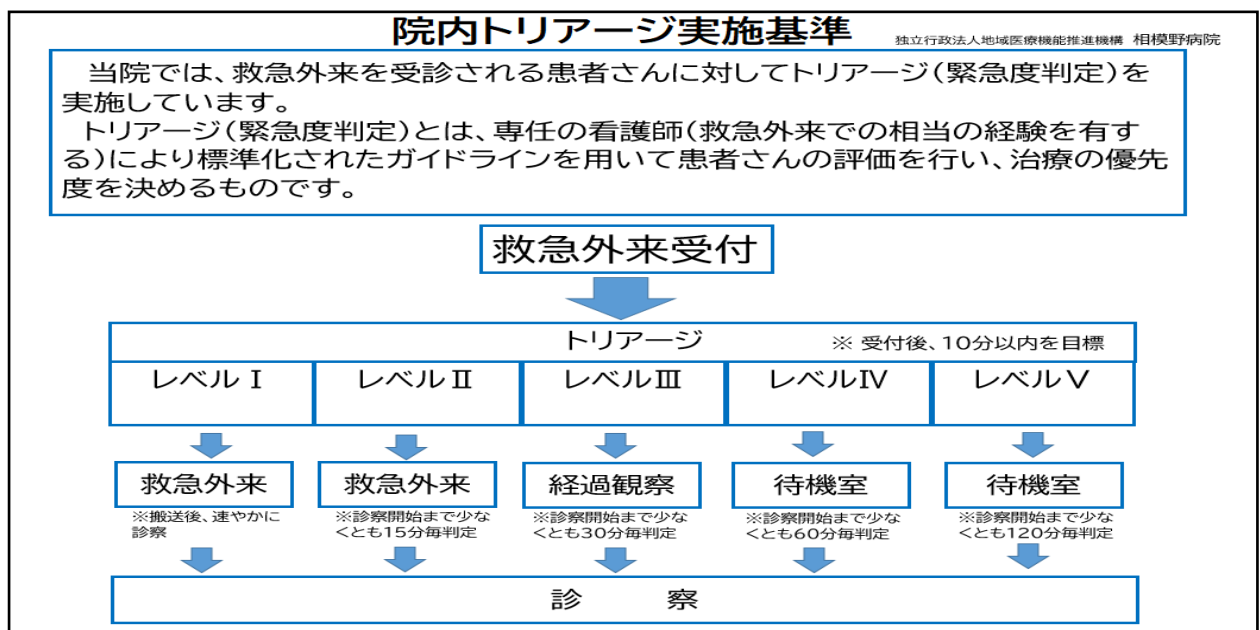 院内トリアージ実施基準
独立行政法人地域医療機能推進機構 相模野病院
当院では、救急外来を受診される患者さんに対してトリアージ(緊急度判定)を
実施しています。
トリアージ(緊急度判定)とは、専任の看護師(救急外来での相当の経験を有す
る)により標準化されたガイドラインを用いて患者さんの評価を行い、治療の優先
度を決めるものです。
救急外来受付
トリアージ ※ 受付後、10分以内を目標
レベルⅠ レベルⅡ レベルⅢ レベルⅣ レベルⅤ
救急外来 救急外来 経過観察 待機室 待機室
※搬送後、速やかに
診察
※診察開始まで少な
くとも15分毎判定
※診察開始まで少な
くとも30分毎判定
※診察開始まで少な
くとも60分毎判定
※診察開始まで少な
くとも120分毎判定
診 察